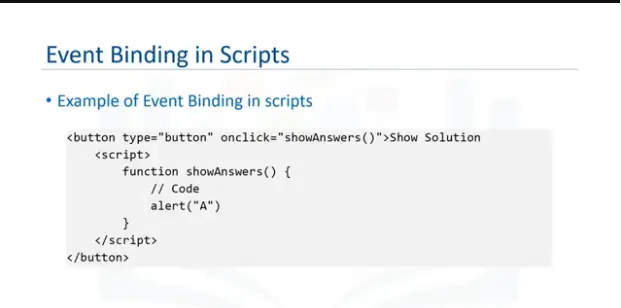 Event Binding in Scripts
• Example of Event Binding in scripts
<button type="button" onclick="showAnswers()">Show Solution
    <script>
        function showAnswers() {
            // Code
            alert("A")
        }
    </script>
</button>